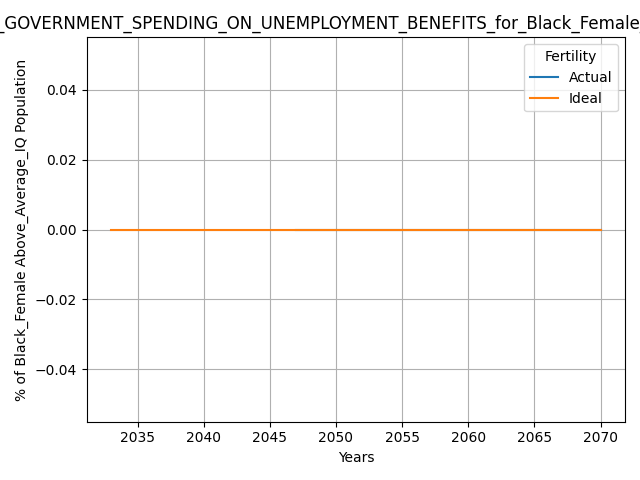 _GOVERNMENT_SPENDING_ON_UNEMPLOYMENT_BENEFITS_for_Black_Female_
Fertility
Actual
Ideal
% of Black_Female Above_Average_IQ Population
0.04
0.02
0.00
−0.02
−0.04
2035 2040 2045 2050 2055 2060 2065 2070
Years